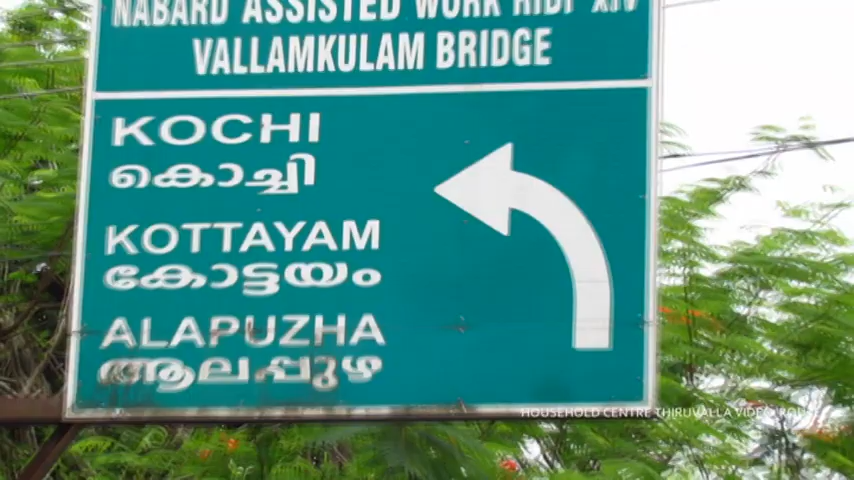 NABARD ASSISTED WORK RIDF XIV
VALLAMKULAM BRIDGE
KOCHI
കൊച്ചി
KOTTAYAM
കോട്ടയം
ALAPUZHA
ആലപ്പുഴ
HOUSEHOLD CENTRE THIRUVALLA VIDEO